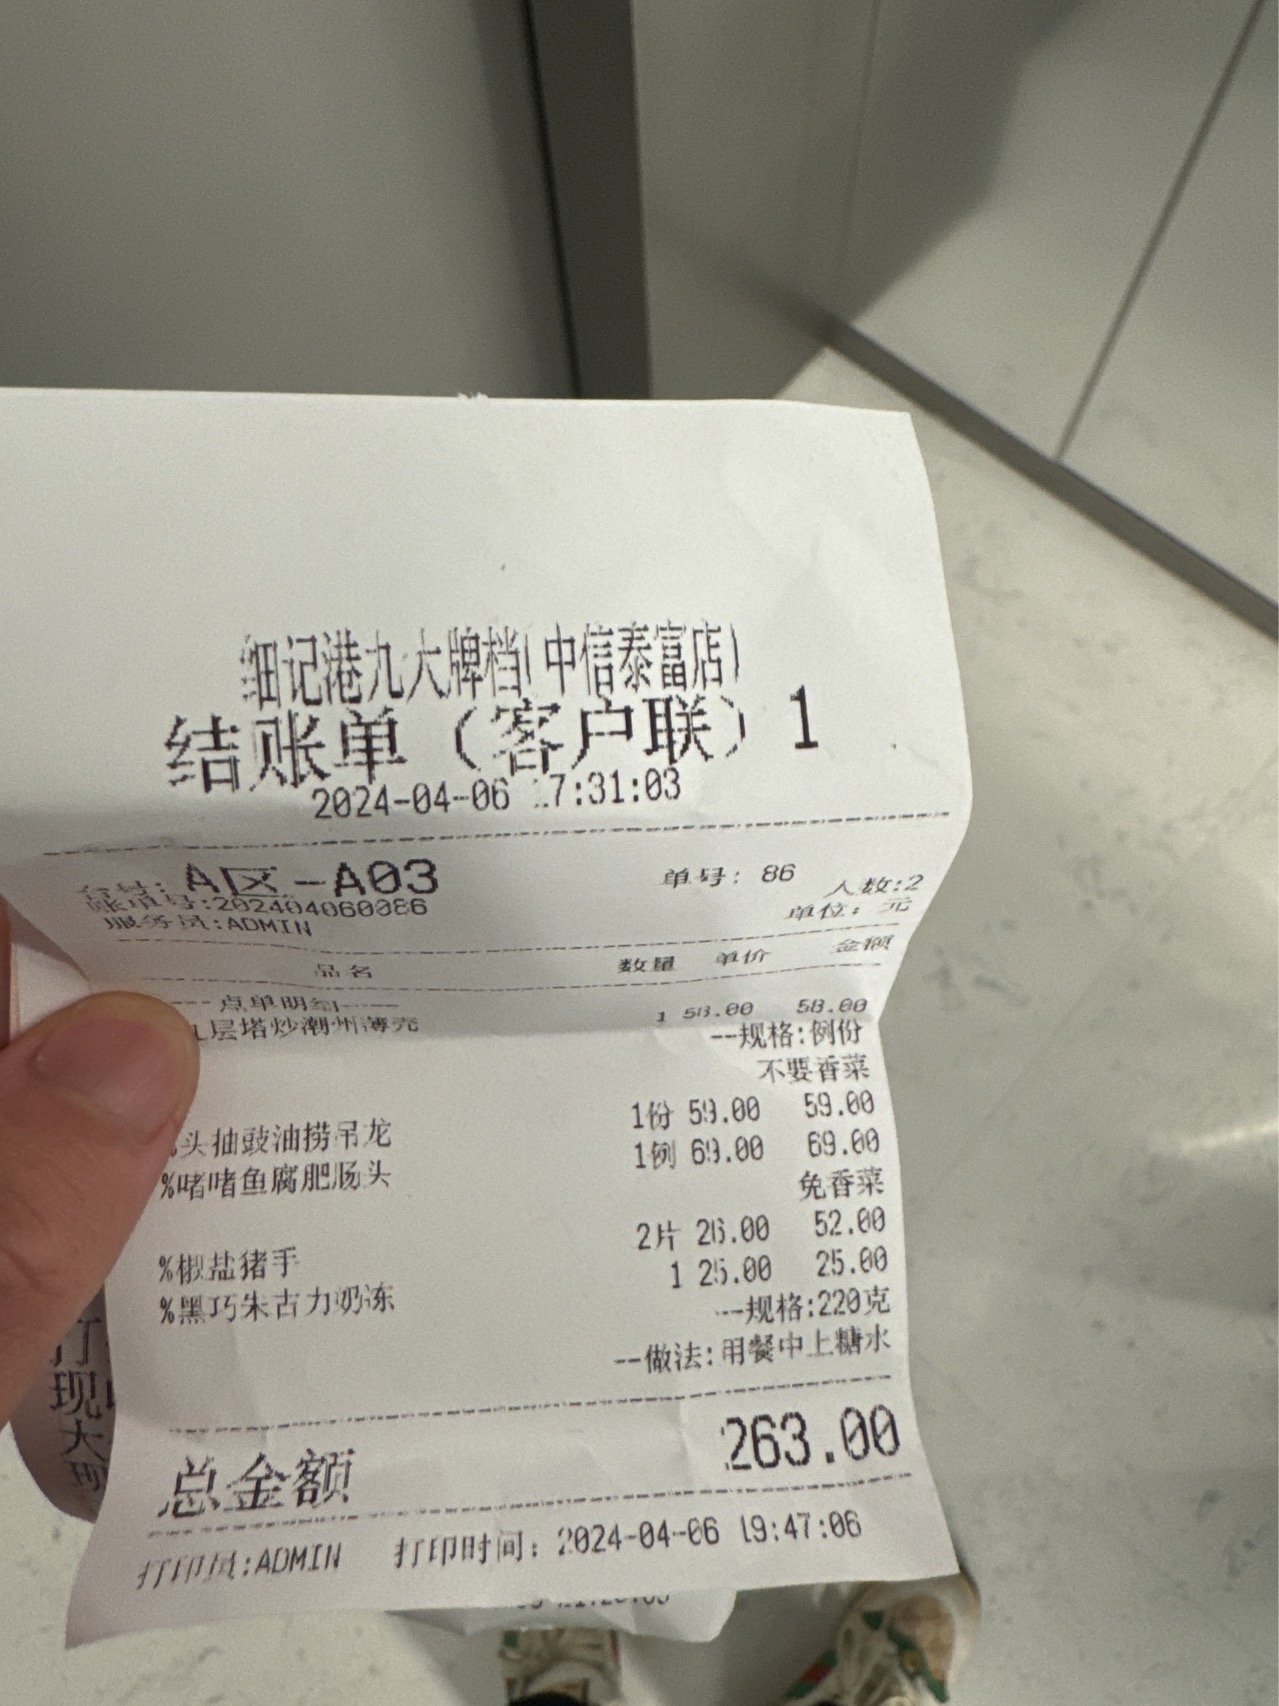 细记港九大牌档(中信泰富店)
结账单（客户联）1
2024-04-06 17:31:03
台号: A区-A03 单号: 86 人数:2
账单号:202404060086 单位: 元
服务员:ADMIN
品名 数量 单价 金额
----点单明细----
层塔炒潮州薄壳 1 58.00 58.00
--规格:例份
不要香菜
%头抽豉油捞吊龙 1份 59.00 59.00
%啫啫鱼腐肥肠头 1例 69.00 69.00
免香菜
%椒盐猪手 2片 26.00 52.00
%黑巧朱古力奶冻 1 25.00 25.00
--规格:220克
--做法:用餐中上糖水
总金额 263.00
打印员:ADMIN 打印时间: 2024-04-06 19:47:06
打
现
大
现